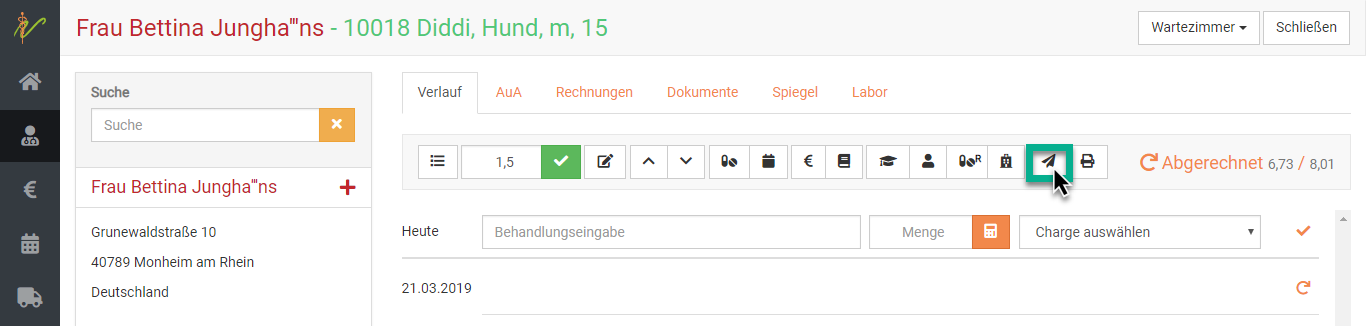 Frau Bettina Jungha'''ns - 10018 Diddi, Hund, m, 15
Wartezimmer
Schließen
Suche
Suche
Frau Bettina Jungha'''ns
Grunewaldstraße 10
40789 Monheim am Rhein
Deutschland
Verlauf AuA Rechnungen Dokumente Spiegel Labor
1,5
€
R
Abgerechnet 6,73 / 8,01
Heute Behandlungseingabe Menge Charge auswählen
21.03.2019